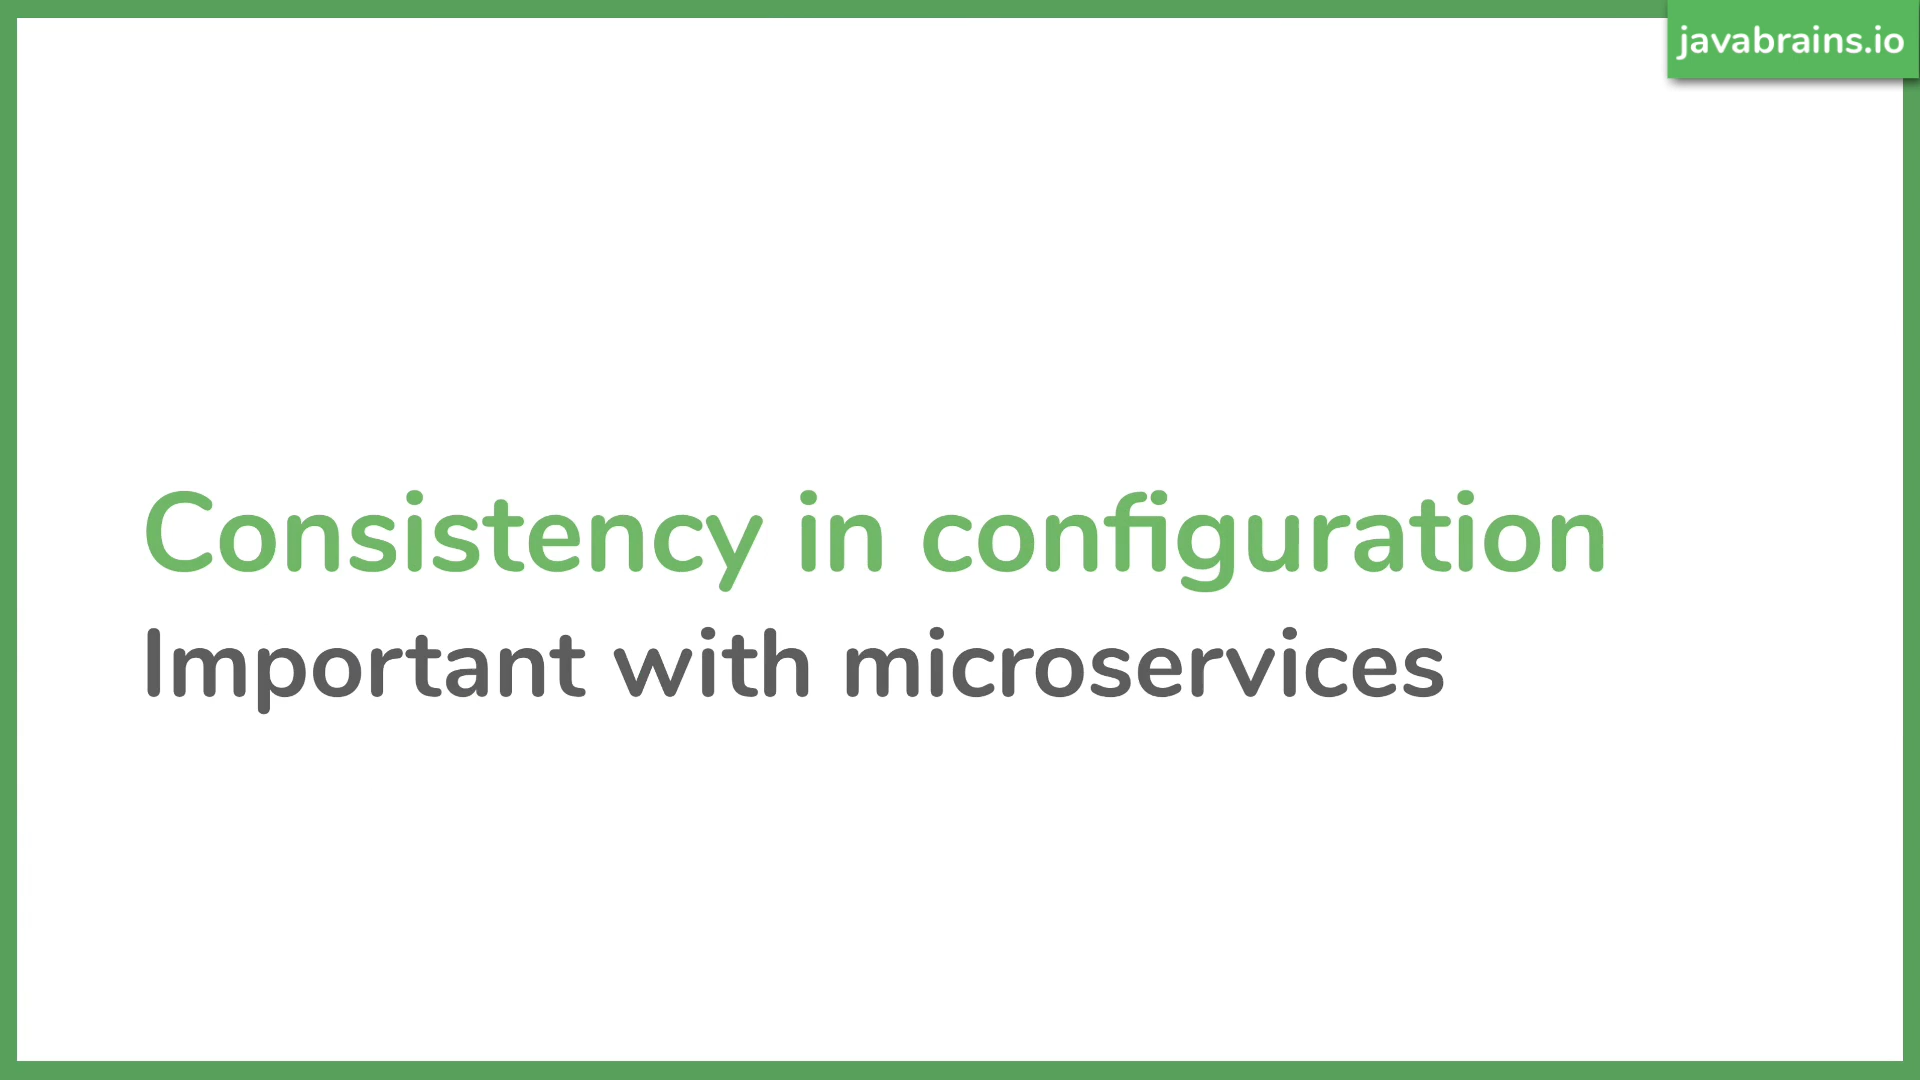 javabrains.io
Consistency in configuration
Important with microservices